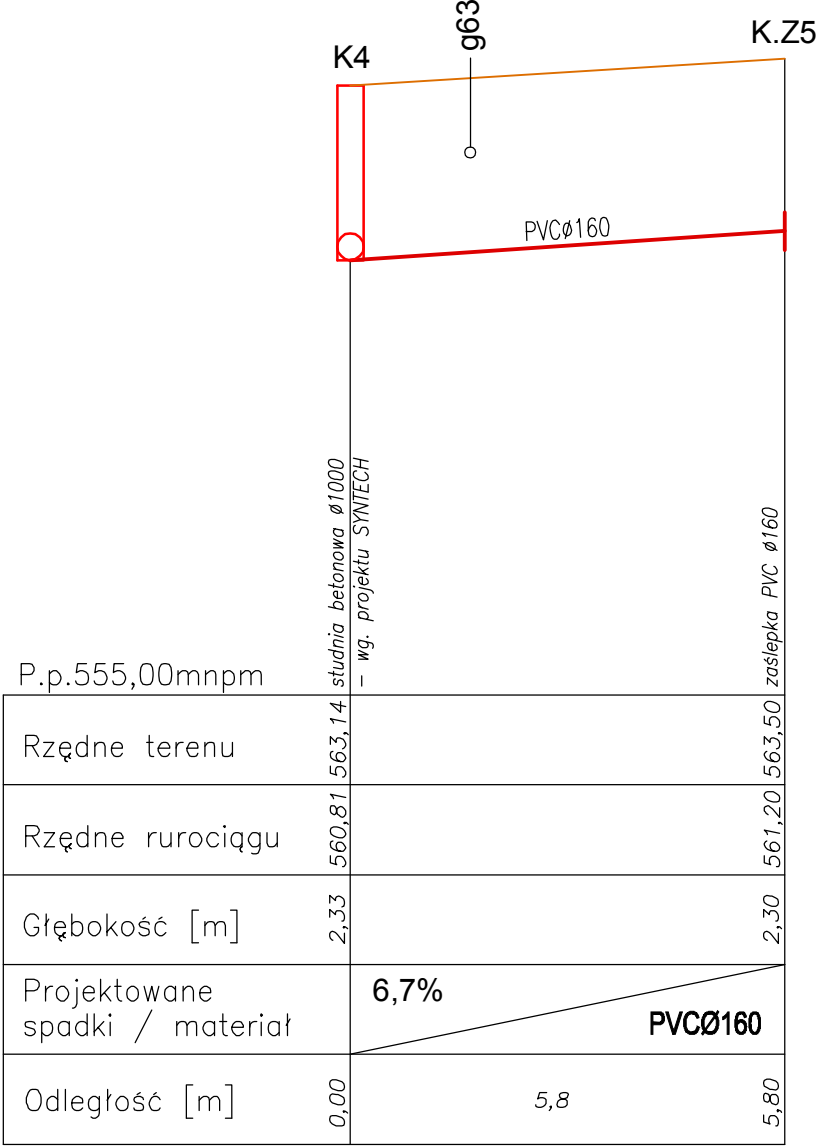 g63
K4
K.Z5
PVCø160
studnia betonowa ø1000
- wg. projektu SYNTECH
zaślepka PVC ø160
P.p.555,00mnpm
Rzędne terenu
563,14
563,50
Rzędne rurociągu
560,81
561,20
Głębokość [m]
2,33
2,30
Projektowane
spadki / materiał
6,7%
PVCØ160
Odległość [m]
0,00
5,8
5,80